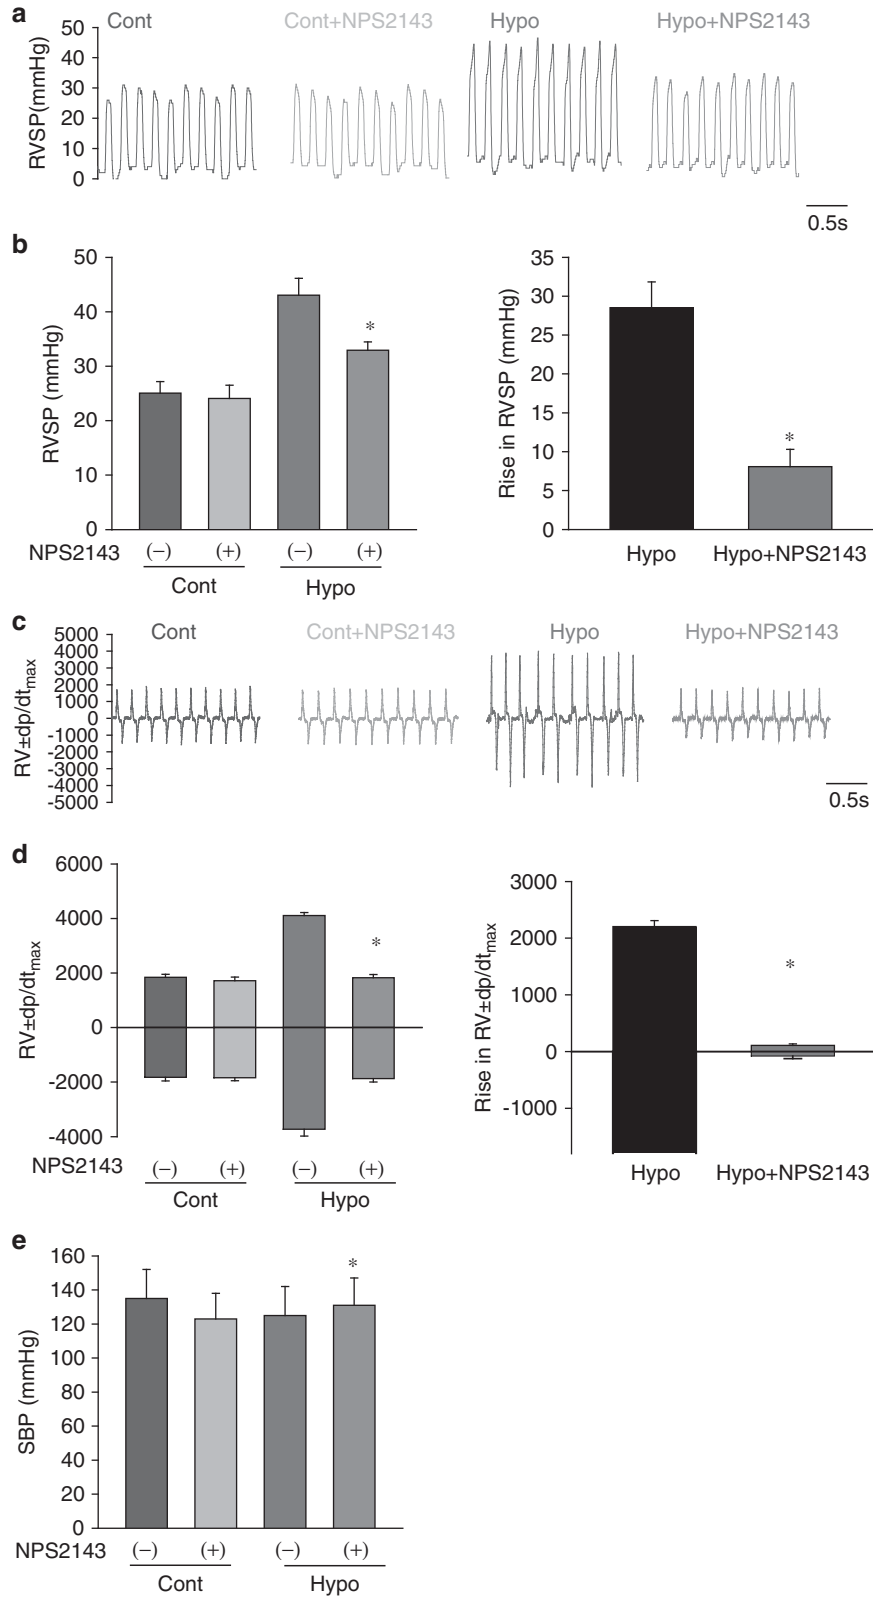 a
Cont Cont+NPS2143 Hypo Hypo+NPS2143
RVSP(mmHg)
50
40
30
20
10
0
0.5s
b
RVSP (mmHg)
50
40
30
20
10
0
NPS2143 (−) (+) (−) (+)
Cont Hypo
*
Rise in RVSP (mmHg)
35
30
25
20
15
10
5
0
*
Hypo Hypo+NPS2143
c
Cont Cont+NPS2143 Hypo Hypo+NPS2143
RV±dp/dtmax
5000
4000
3000
2000
1000
0
-1000
-2000
-3000
-4000
-5000
0.5s
d
RV±dp/dtmax
6000
4000
2000
0
-2000
-4000
*
NPS2143 (−) (+) (−) (+)
Cont Hypo
Rise in RV±dp/dtmax
3000
2000
1000
0
-1000
*
Hypo Hypo+NPS2143
e
SBP (mmHg)
160
140
120
100
80
60
40
20
0
*
NPS2143 (−) (+) (−) (+)
Cont Hypo